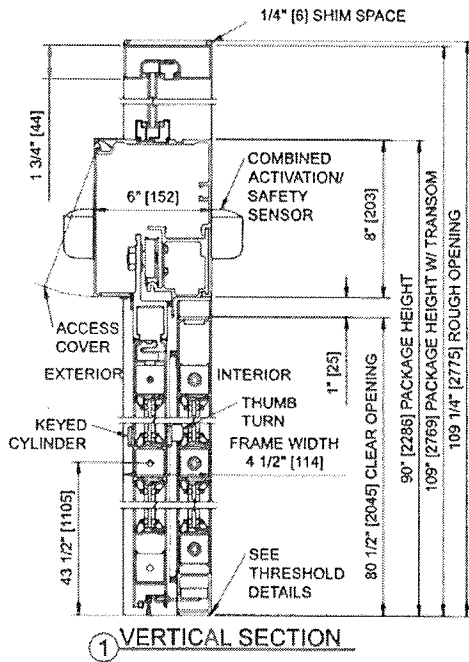 1/4" [6] SHIM SPACE
1 3/4" [44]
COMBINED
ACTIVATION/
SAFETY
SENSOR
6" [152]
8" [203]
ACCESS
COVER
EXTERIOR
INTERIOR
1" [25]
KEYED
CYLINDER
THUMB
TURN
FRAME WIDTH
4 1/2" [114]
43 1/2" [1105]
80 1/2" [2045] CLEAR OPENING
90" [2286] PACKAGE HEIGHT
109" [2769] PACKAGE HEIGHT W/ TRANSOM
109 1/4" [2775] ROUGH OPENING
SEE
THRESHOLD
DETAILS
1 VERTICAL SECTION